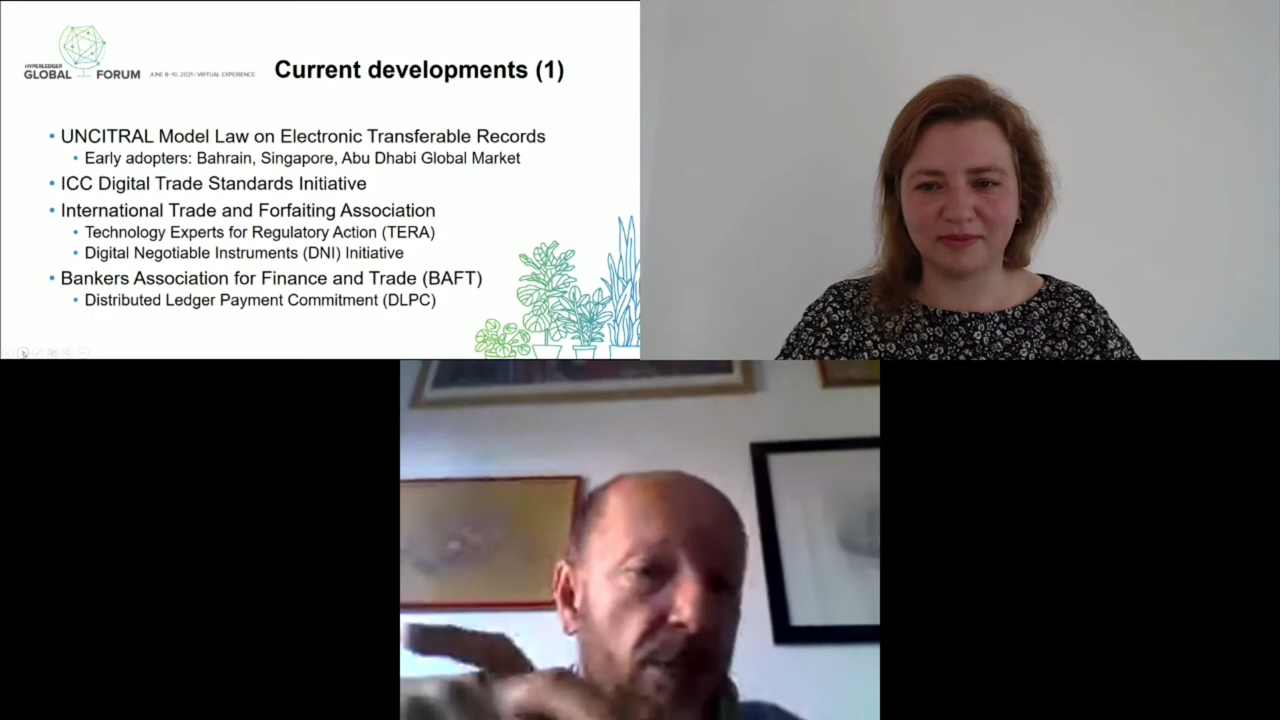 HYPERLEDGER
GLOBAL FORUM
JUNE 8-10, 2021 | VIRTUAL EXPERIENCE
Current developments (1)
• UNCITRAL Model Law on Electronic Transferable Records
• Early adopters: Bahrain, Singapore, Abu Dhabi Global Market
• ICC Digital Trade Standards Initiative
• International Trade and Forfaiting Association
• Technology Experts for Regulatory Action (TERA)
• Digital Negotiable Instruments (DNI) Initiative
• Bankers Association for Finance and Trade (BAFT)
• Distributed Ledger Payment Commitment (DLPC)